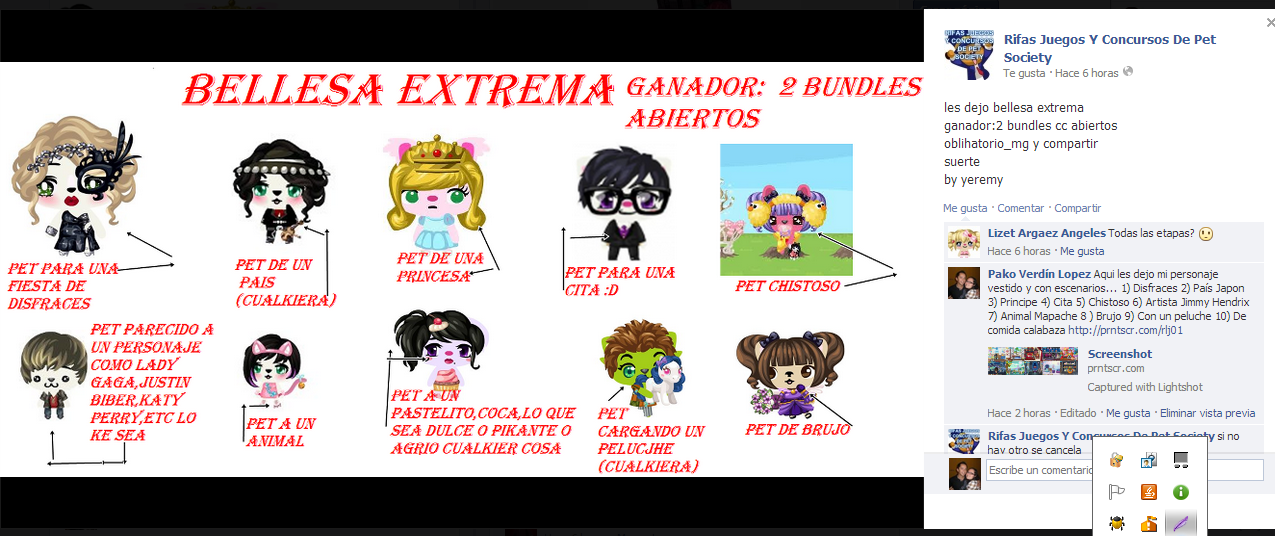 BELLESA EXTREMA
GANADOR: 2 BUNDLES
ABIERTOS
PET PARA UNA
FIESTA DE
DISFRACES
PET DE UN
PAIS
(CUALKIERA)
PET DE UNA
PRINCESA
PET PARA UNA
CITA :D
PET CHISTOSO
PET PARECIDO A
UN PERSONAJE
COMO LADY
GAGA,JUSTIN
BIBER,KATY
PERRY,ETC LO
KE SEA
PET A UN
ANIMAL
PET A UN
PASTELITO,COCA,LO QUE
SEA DULCE O PIKANTE O
AGRIO CUALKIER COSA
PET
CARGANDO UN
PELUCJHE
(CUALKIERA)
PET DE BRUJO
RIFAS JUEGOS
Y CONCURSOS
DE PET
SOCIETY
Rifas Juegos Y Concursos De Pet
Society
Te gusta · Hace 6 horas
les dejo bellesa extrema
ganador:2 bundles cc abiertos
oblihatorio_mg y compartir
suerte
by yeremy
Me gusta · Comentar · Compartir
Lizet Argaez Angeles Todas las etapas?
Hace 6 horas · Me gusta
Pako Verdín Lopez Aqui les dejo mi personaje
vestido y con escenarios... 1) Disfraces 2) País Japon
3) Principe 4) Cita 5) Chistoso 6) Artista Jimmy Hendrix
7) Animal Mapache 8 ) Brujo 9) Con un peluche 10) De
comida calabaza http://prntscr.com/rlj01
Screenshot
prntscr.com
Captured with Lightshot
Hace 2 horas · Editado · Me gusta · Eliminar vista previa
Rifas Juegos Y Concursos De Pet Society si no
hay otro se cancela
Escribe un comentario